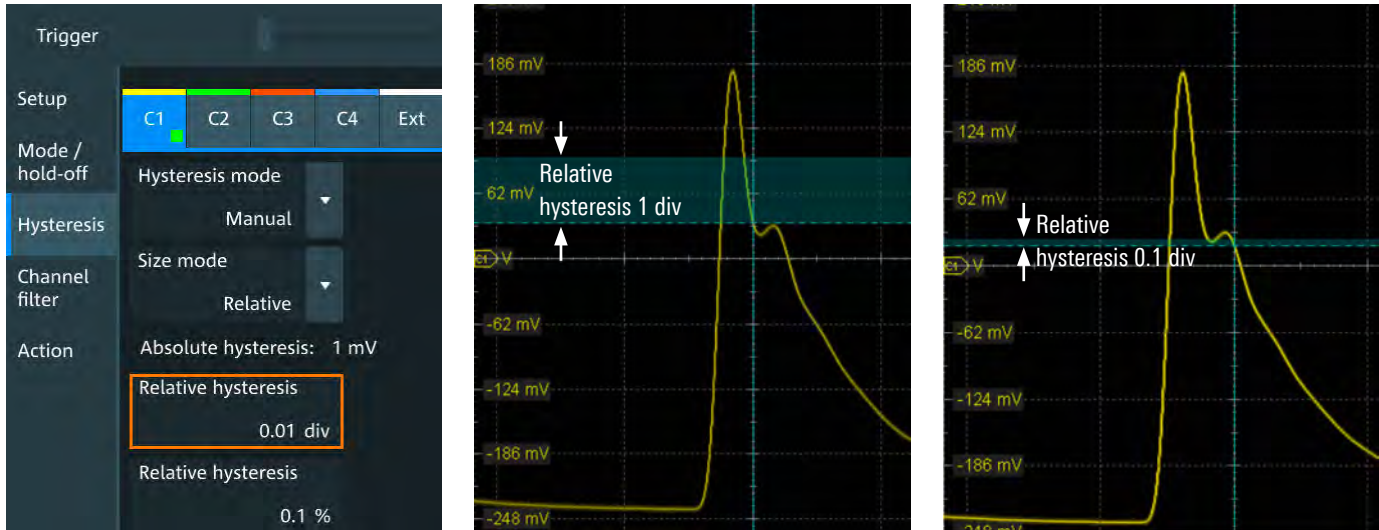 Trigger
Setup
Mode /
hold-off
Hysteresis
Channel
filter
Action
C1 C2 C3 C4 Ext
Hysteresis mode
Manual
Size mode
Relative
Absolute hysteresis: 1 mV
Relative hysteresis
0.01 div
Relative hysteresis
0.1 %
186 mV
124 mV
Relative
62 mV
hysteresis 1 div
C1 V
-62 mV
-124 mV
-186 mV
-248 mV
186 mV
124 mV
62 mV
Relative
hysteresis 0.1 div
C1 V
-62 mV
-124 mV
-186 mV